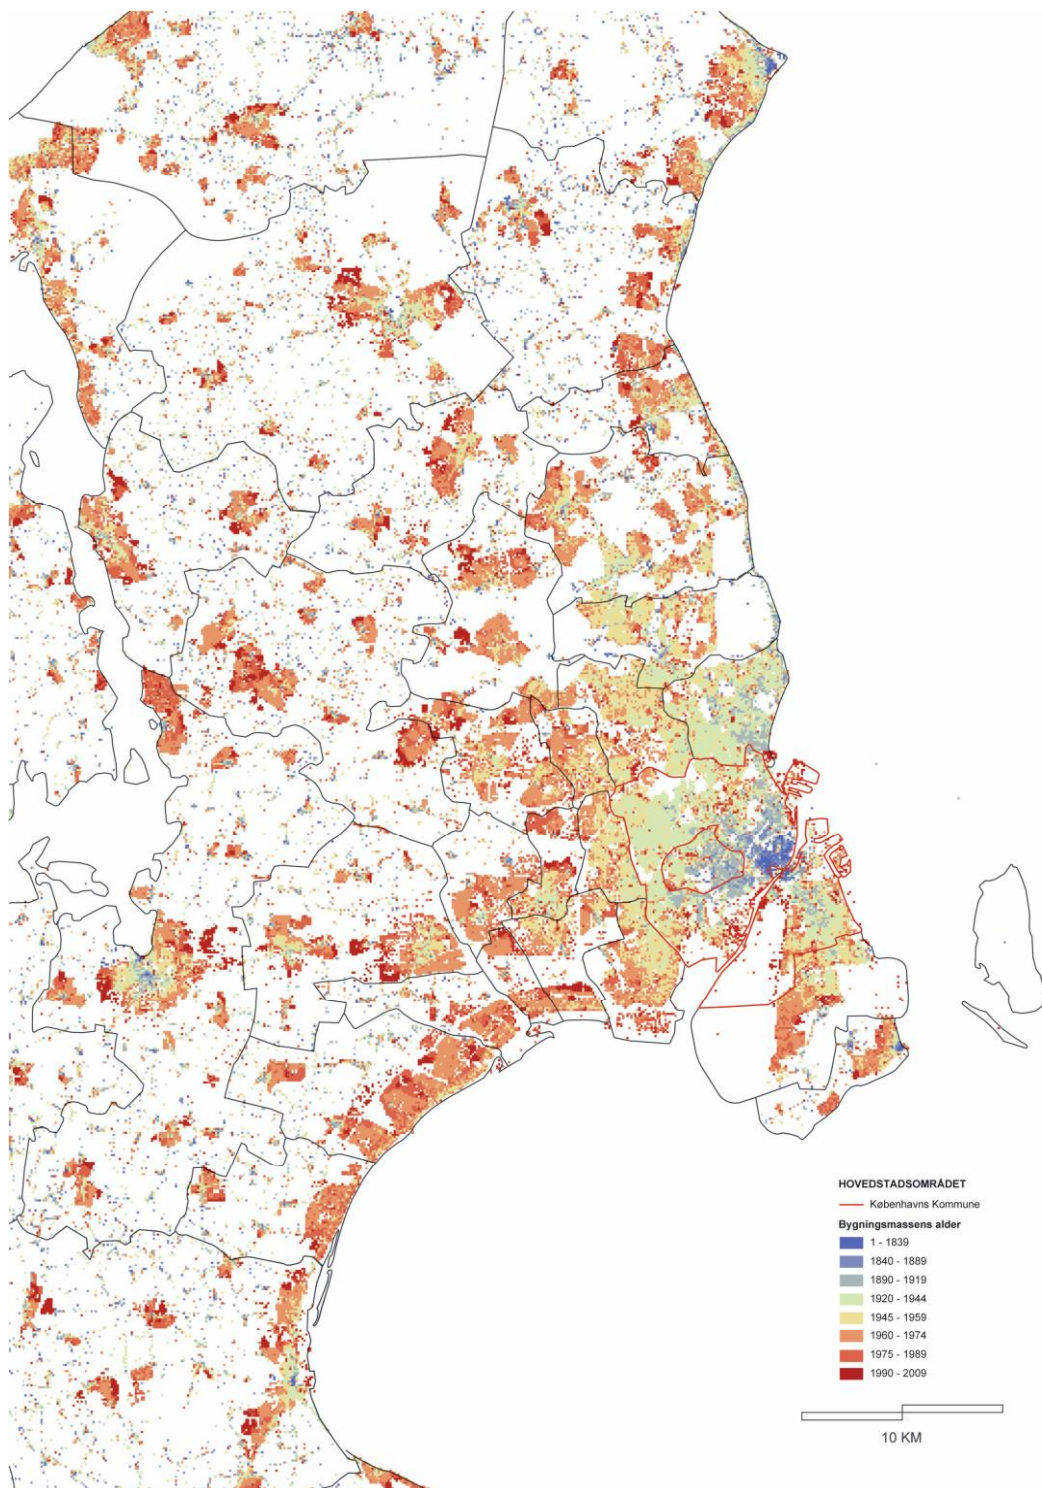 HOVEDSTADSOMRÅDET
Københavns Kommune
Bygningsmassens alder
1 - 1839
1840 - 1889
1890 - 1919
1920 - 1944
1945 - 1959
1960 - 1974
1975 - 1989
1990 - 2009
10 KM